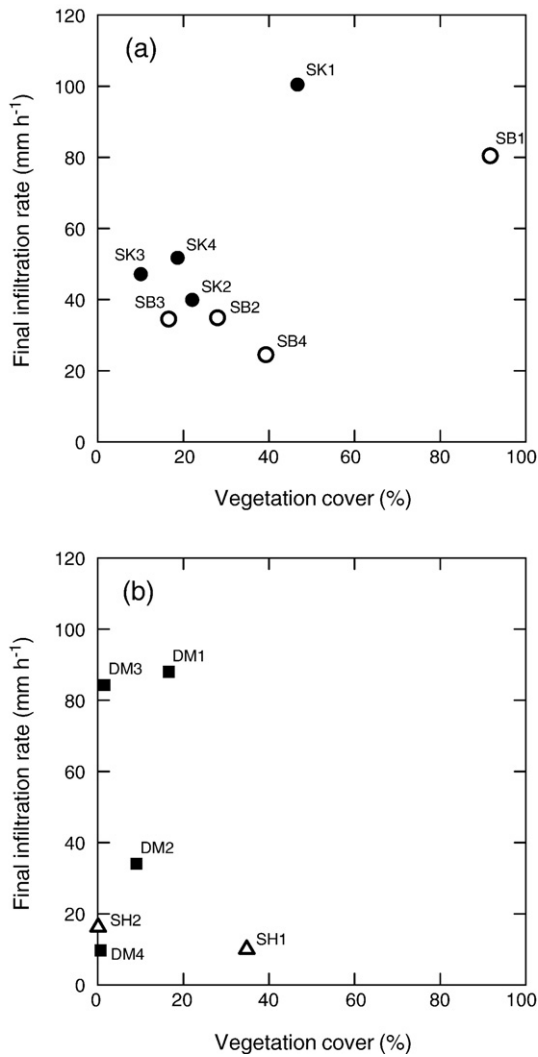 (a)
Final infiltration rate (mm h⁻¹)
120
100
80
60
40
20
0
SK1
SB1
SK4
SK3
SK2
SB3
SB2
SB4
0 20 40 60 80 100
Vegetation cover (%)
(b)
Final infiltration rate (mm h⁻¹)
120
100
80
60
40
20
0
DM1
DM3
DM2
SH2
SH1
DM4
0 20 40 60 80 100
Vegetation cover (%)